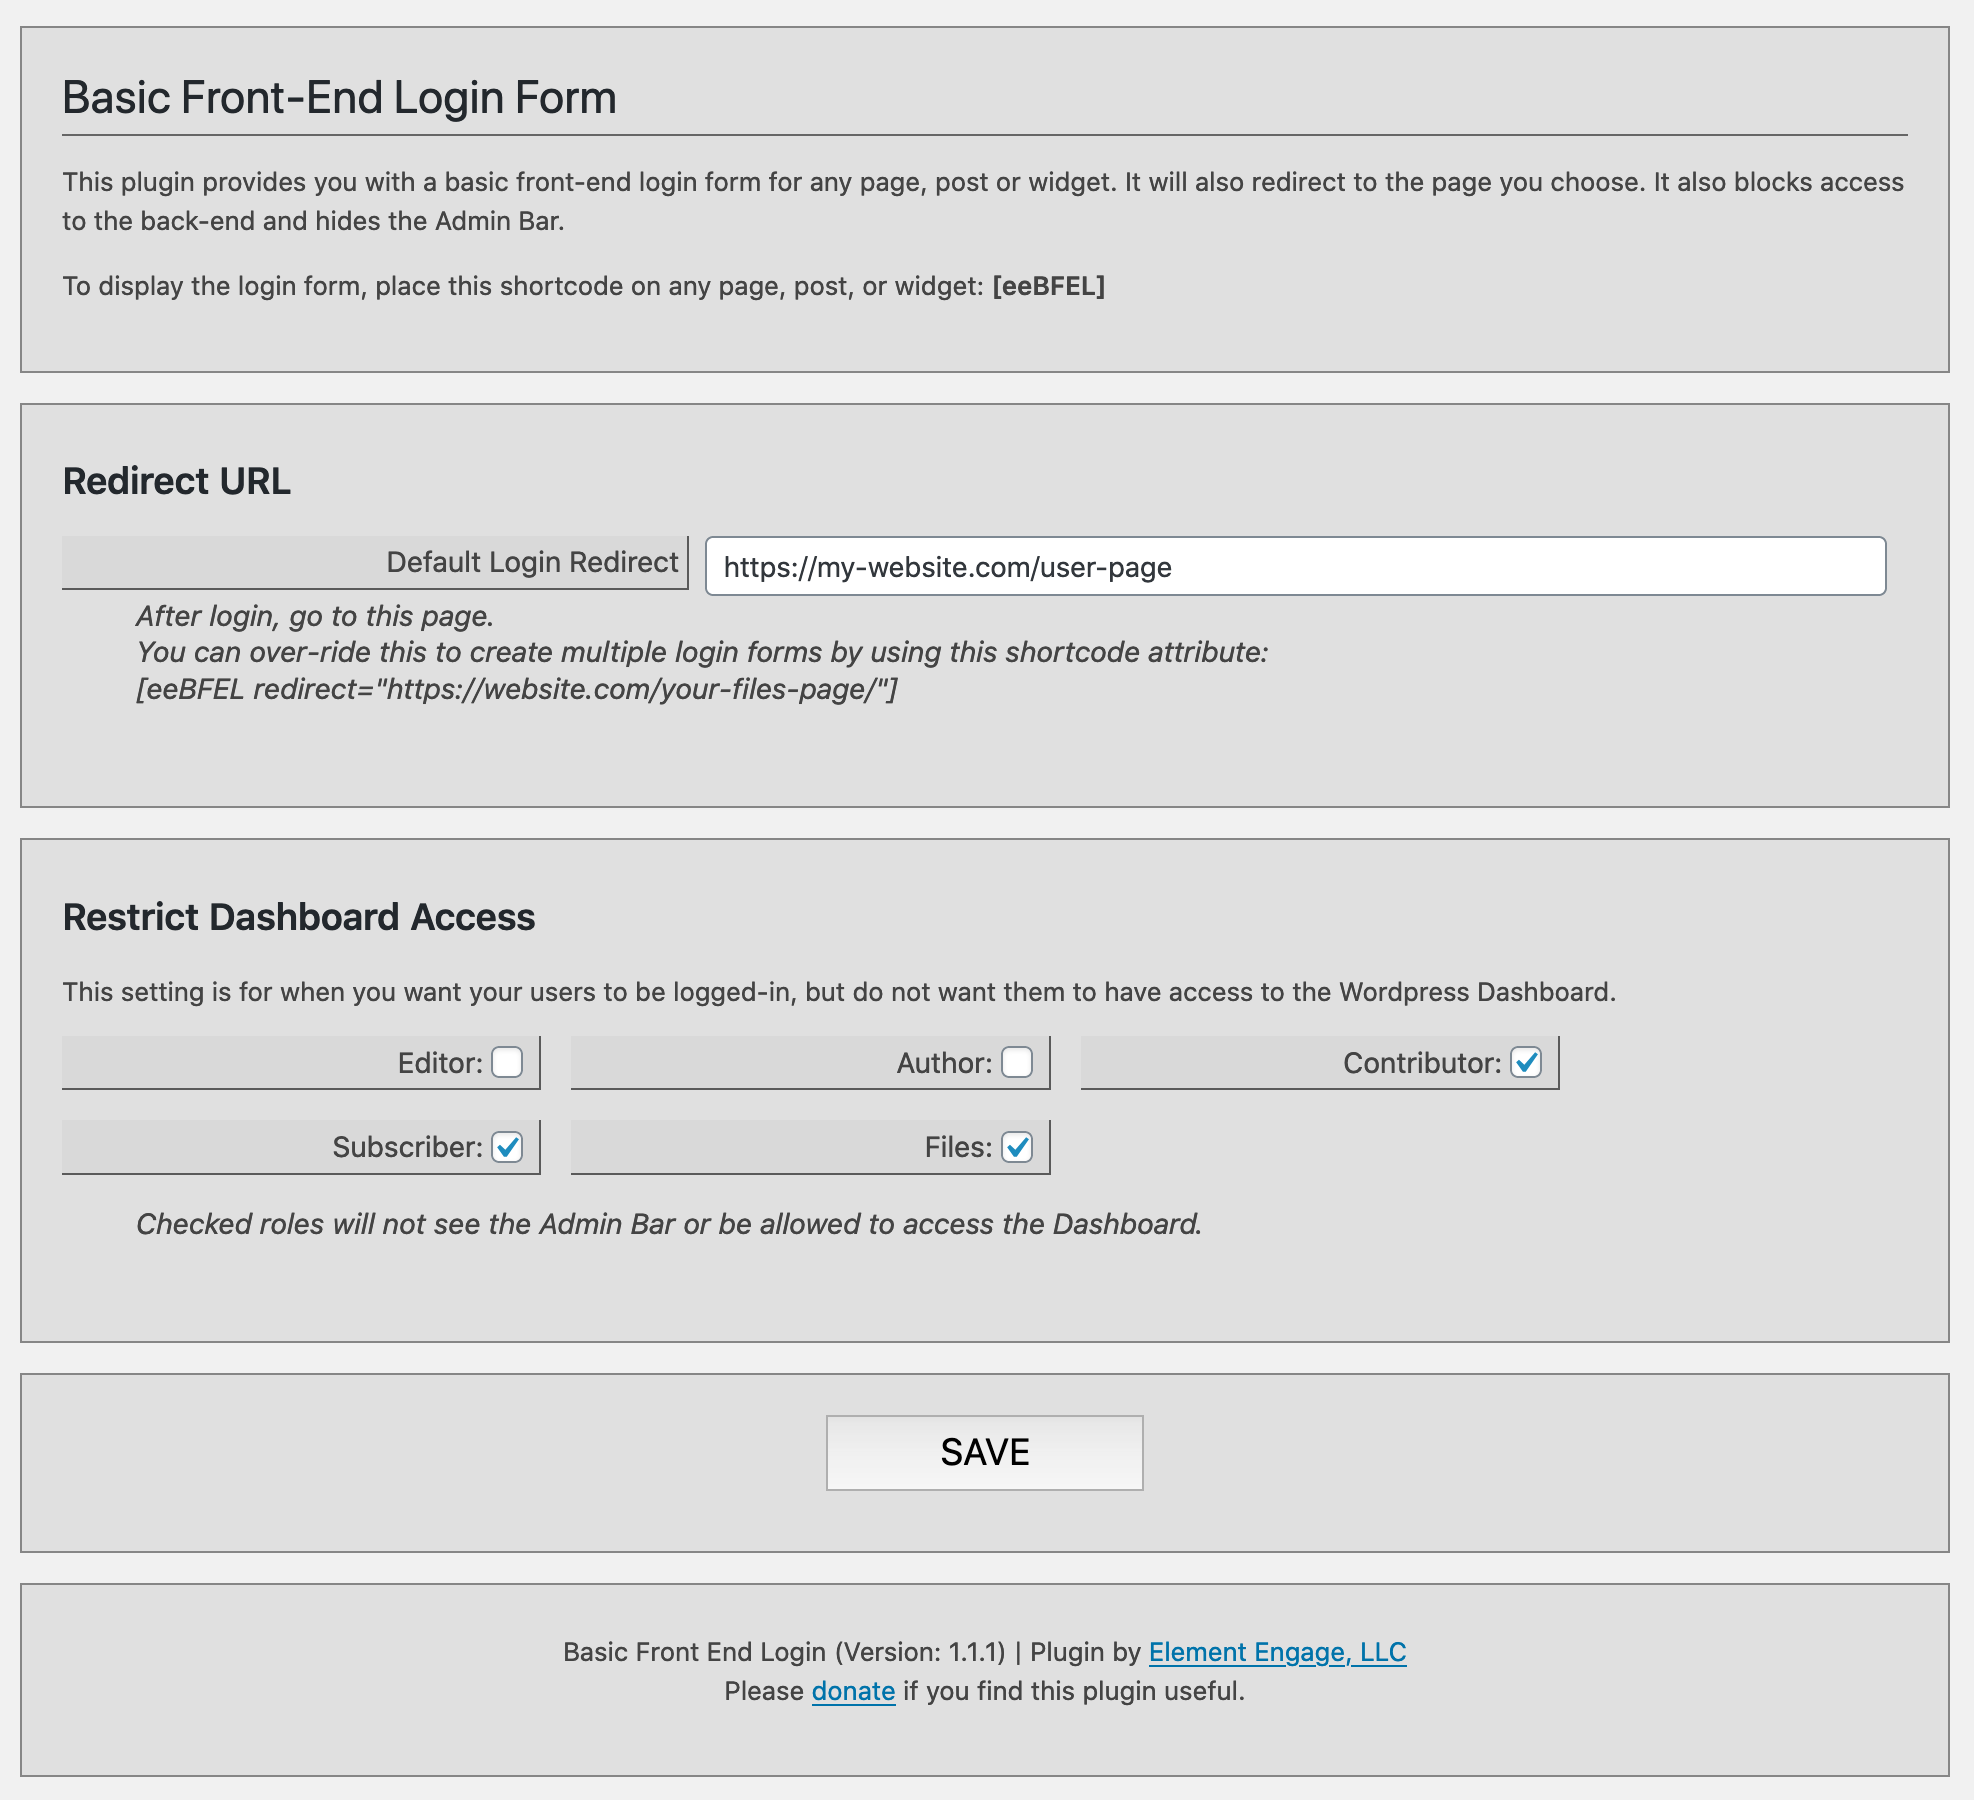 Basic Front-End Login Form
This plugin provides you with a basic front-end login form for any page, post or widget. It will also redirect to the page you choose. It also blocks access
to the back-end and hides the Admin Bar.
To display the login form, place this shortcode on any page, post, or widget: [eeBFEL]
Redirect URL
Default Login Redirect https://my-website.com/user-page
After login, go to this page.
You can over-ride this to create multiple login forms by using this shortcode attribute:
[eeBFEL redirect="https://website.com/your-files-page/"]
Restrict Dashboard Access
This setting is for when you want your users to be logged-in, but do not want them to have access to the Wordpress Dashboard.
Editor: Author: Contributor:
Subscriber: Files:
Checked roles will not see the Admin Bar or be allowed to access the Dashboard.
SAVE
Basic Front End Login (Version: 1.1.1) | Plugin by Element Engage, LLC
Please donate if you find this plugin useful.